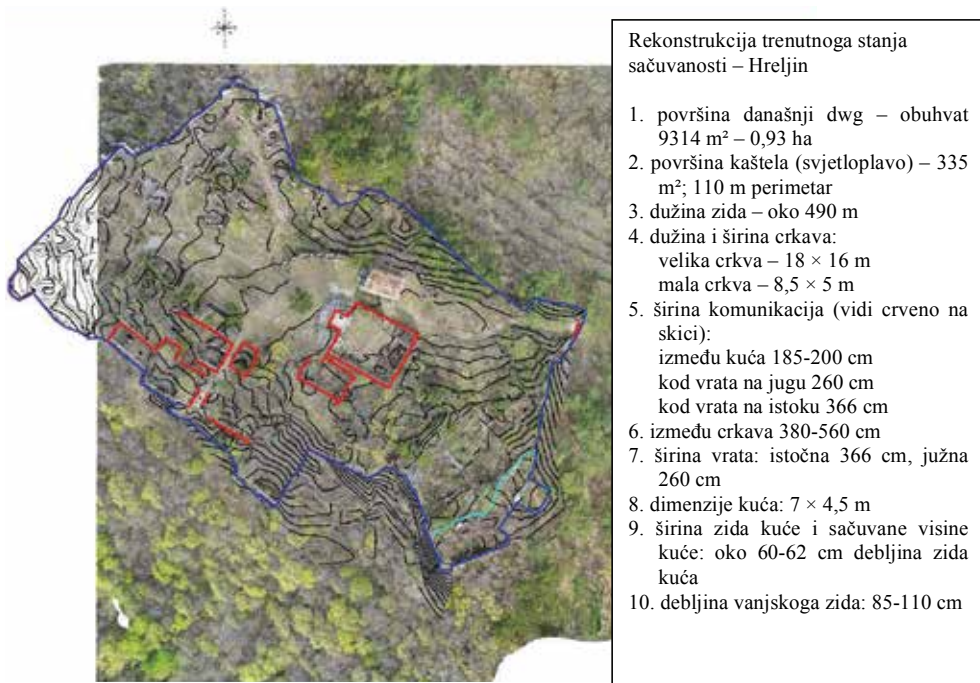 Rekonstrukcija trenutnoga stanja
sačuvanosti – Hreljin
1. površina današnji dwg – obuhvat
9314 m² – 0,93 ha
2. površina kaštela (svjetloplavo) – 335
m²; 110 m perimetar
3. dužina zida – oko 490 m
4. dužina i širina crkava:
velika crkva – 18 × 16 m
mala crkva – 8,5 × 5 m
5. širina komunikacija (vidi crveno na
skici):
između kuća 185-200 cm
kod vrata na jugu 260 cm
kod vrata na istoku 366 cm
6. između crkava 380-560 cm
7. širina vrata: istočna 366 cm, južna
260 cm
8. dimenzije kuća: 7 × 4,5 m
9. širina zida kuće i sačuvane visine
kuće: oko 60-62 cm debljina zida
kuća
10. debljina vanjskoga zida: 85-110 cm